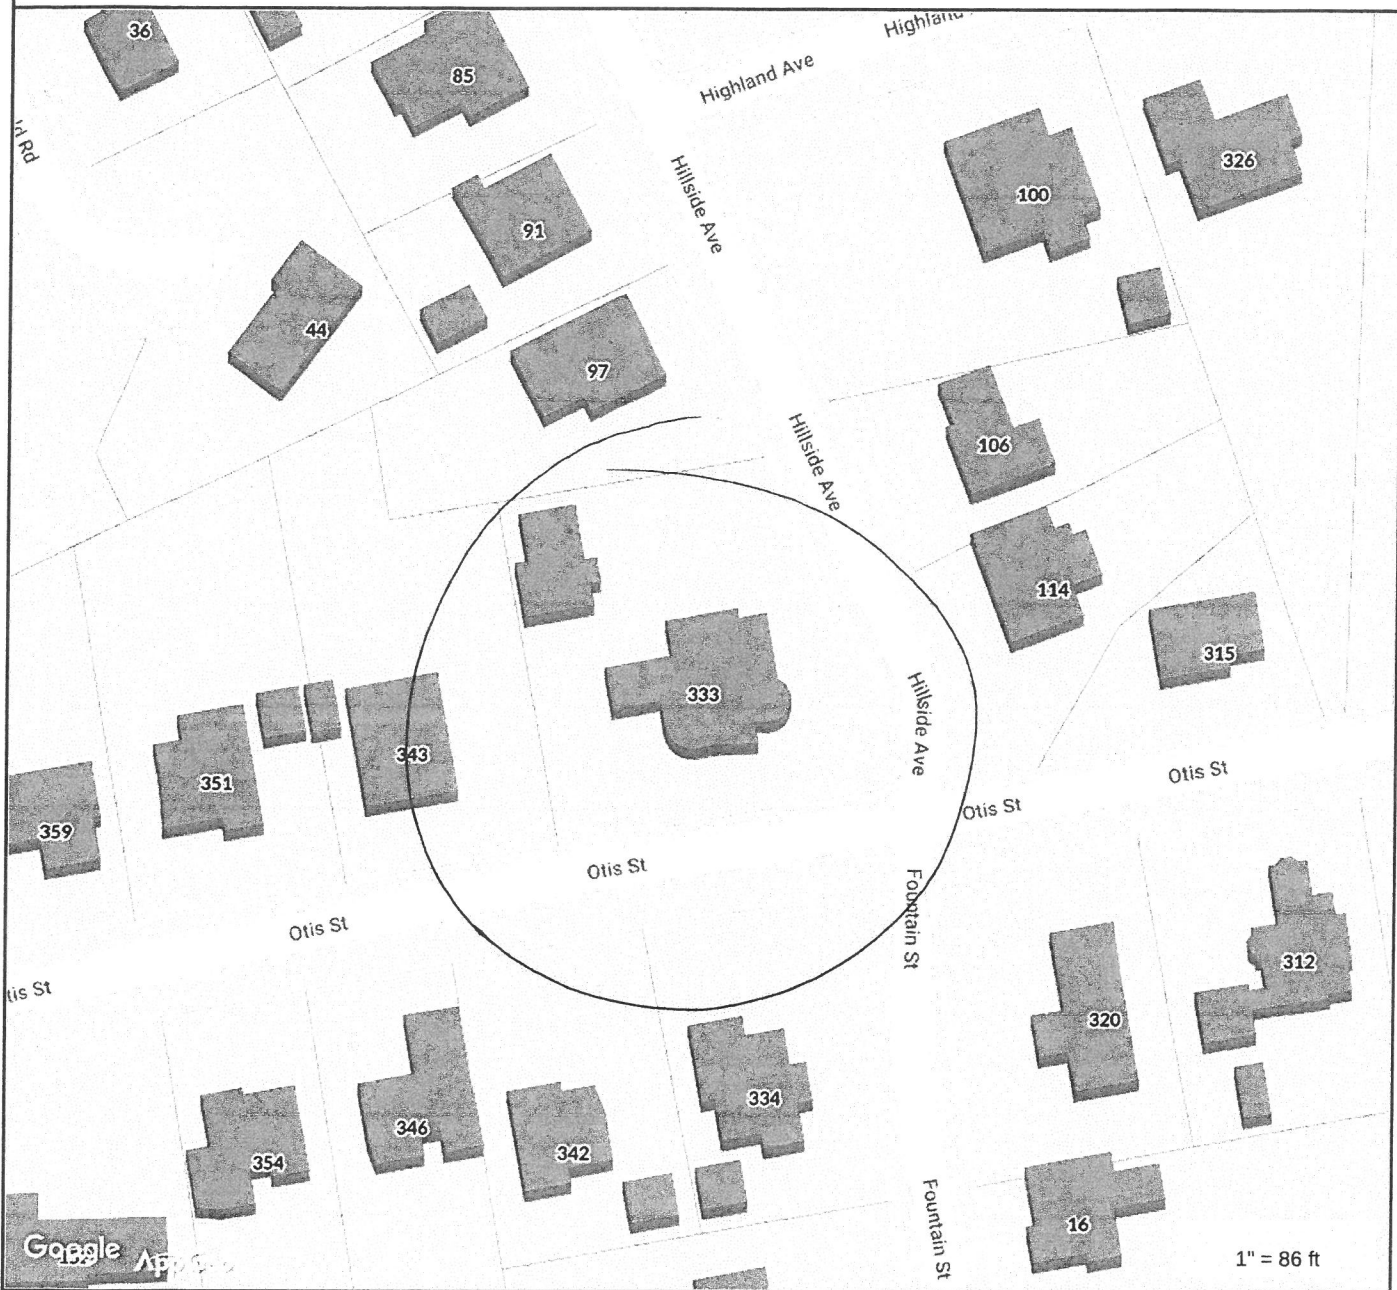 36
Highland
85
Highland Ave
ld Rd
326
Hillside Ave
100
91
44
97
Hillside Ave
106
114
315
333
Hillside Ave
343
351
Otis St
Otis St
359
Otis St
Fountain St
Otis St
312
tis St
320
334
346
342
354
Fountain St
16
Google
1" = 86 ft